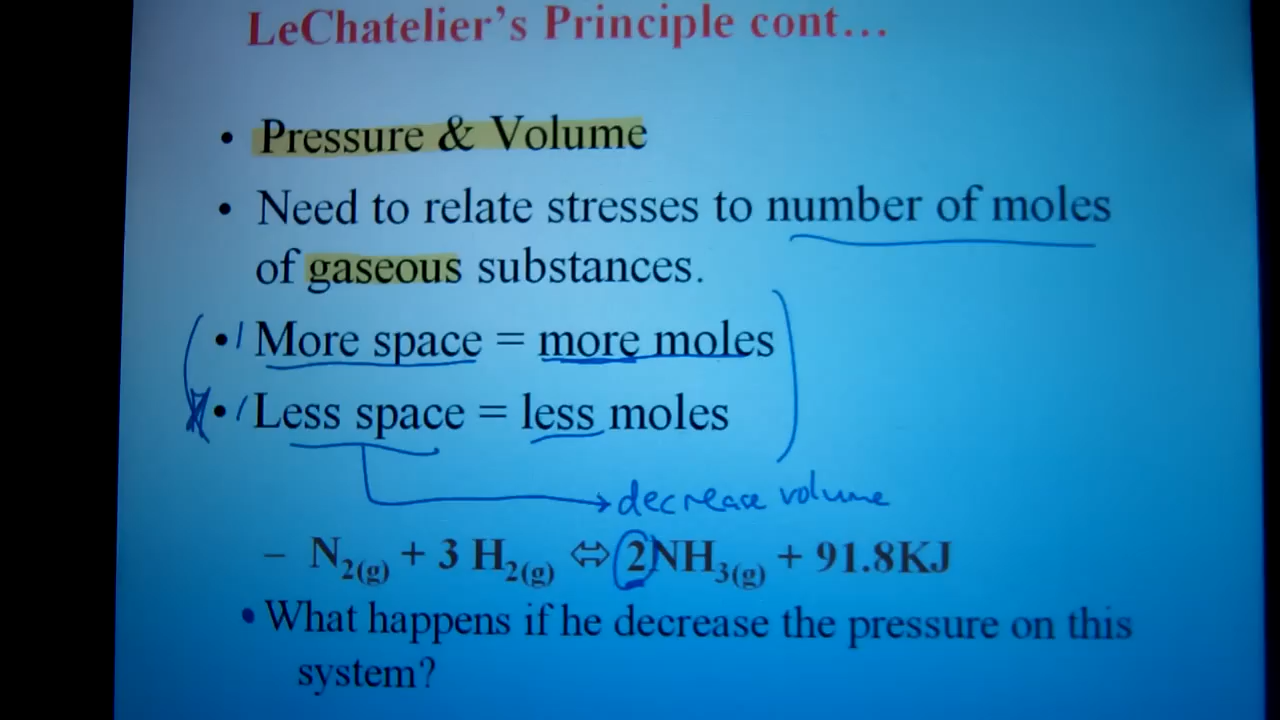 LeChatelier's Principle cont…
• Pressure & Volume
• Need to relate stresses to number of moles
of gaseous substances.
• More space = more moles
• Less space = less moles
decrease volume
– N2(g) + 3 H2(g) ⇔ 2NH3(g) + 91.8KJ
• What happens if he decrease the pressure on this
system?